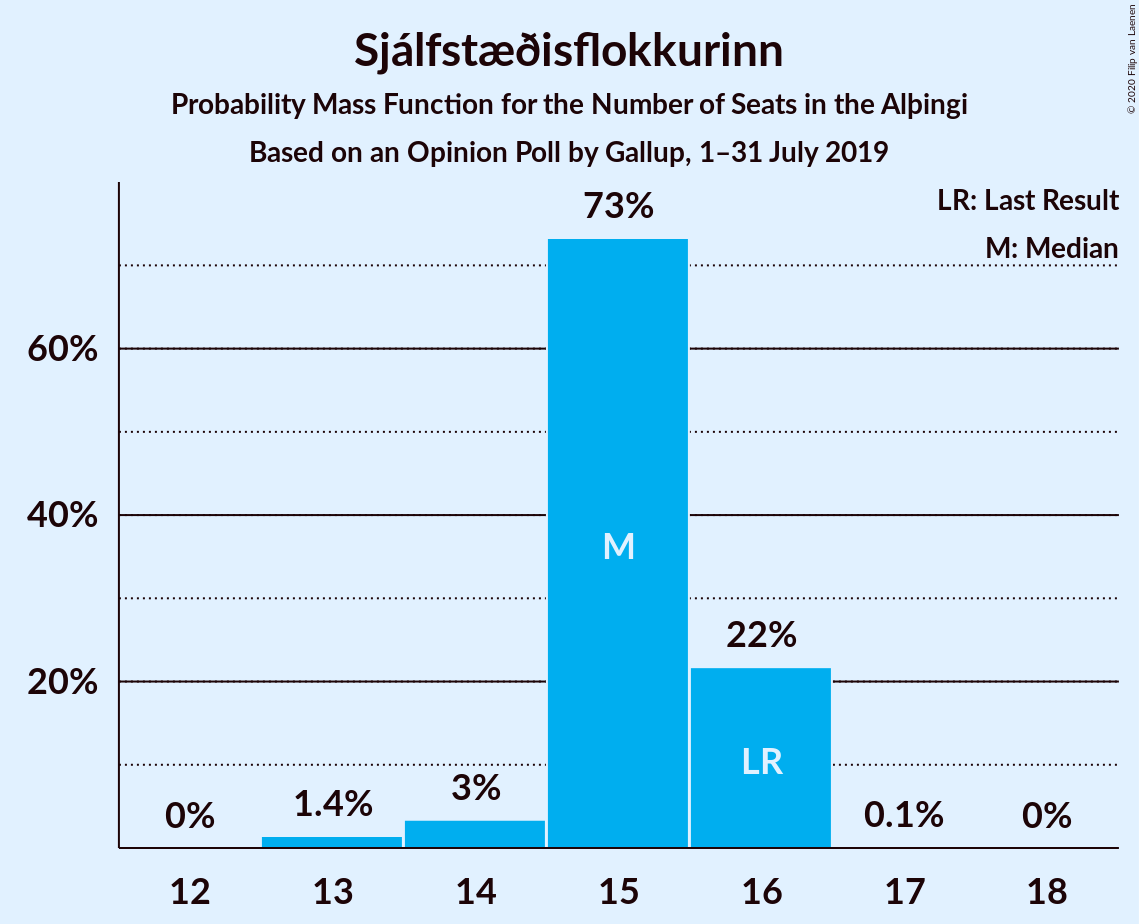 Sjálfstæðisflokkurinn
Probability Mass Function for the Number of Seats in the Alþingi
Based on an Opinion Poll by Gallup, 1–31 July 2019
© 2020 Filip van Laenen
LR: Last Result
M: Median
60%
40%
20%
0%
1.4%
3%
73%
22%
0.1%
0%
M
LR
12
13
14
15
16
17
18